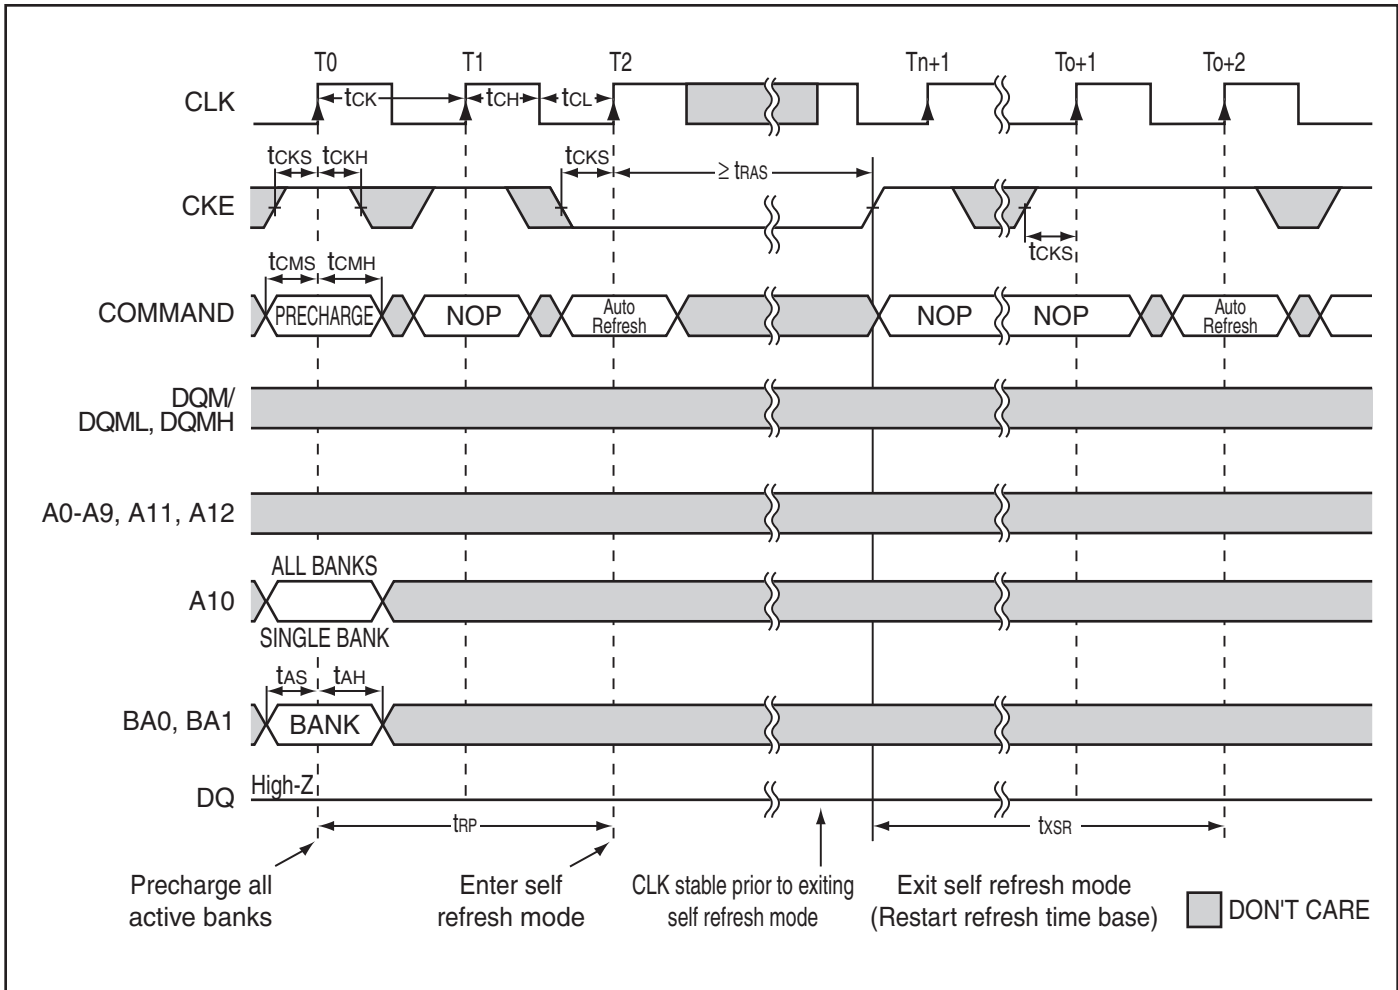 T0 T1 T2 Tn+1 To+1 To+2
CLK tCK tCH tCL
tCKS tCKH tCKS ≥ tRAS
CKE
tCKS
tCMS tCMH
COMMAND PRECHARGE NOP Auto Refresh NOP NOP Auto Refresh
DQM/
DQML, DQMH
A0-A9, A11, A12
ALL BANKS
A10
SINGLE BANK
tAS tAH
BA0, BA1 BANK
High-Z
DQ
tRP tXSR
Precharge all
active banks
Enter self
refresh mode
CLK stable prior to exiting
self refresh mode
Exit self refresh mode
(Restart refresh time base)
DON'T CARE